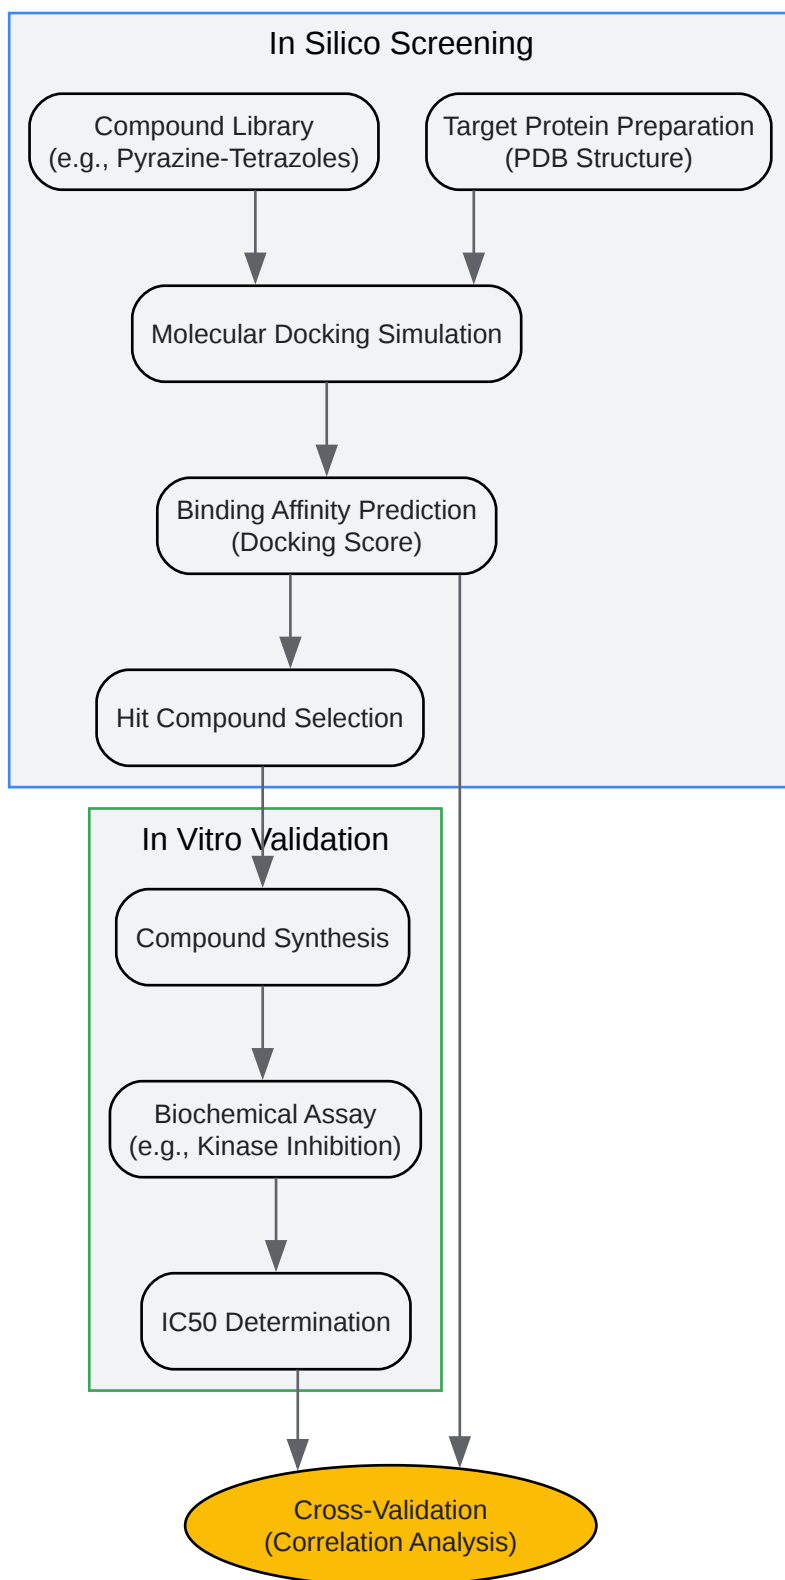 In Silico Screening
Compound Library
(e.g., Pyrazine-Tetrazoles)
Target Protein Preparation
(PDB Structure)
Molecular Docking Simulation
Binding Affinity Prediction
(Docking Score)
Hit Compound Selection
In Vitro Validation
Compound Synthesis
Biochemical Assay
(e.g., Kinase Inhibition)
IC50 Determination
Cross-Validation
(Correlation Analysis)